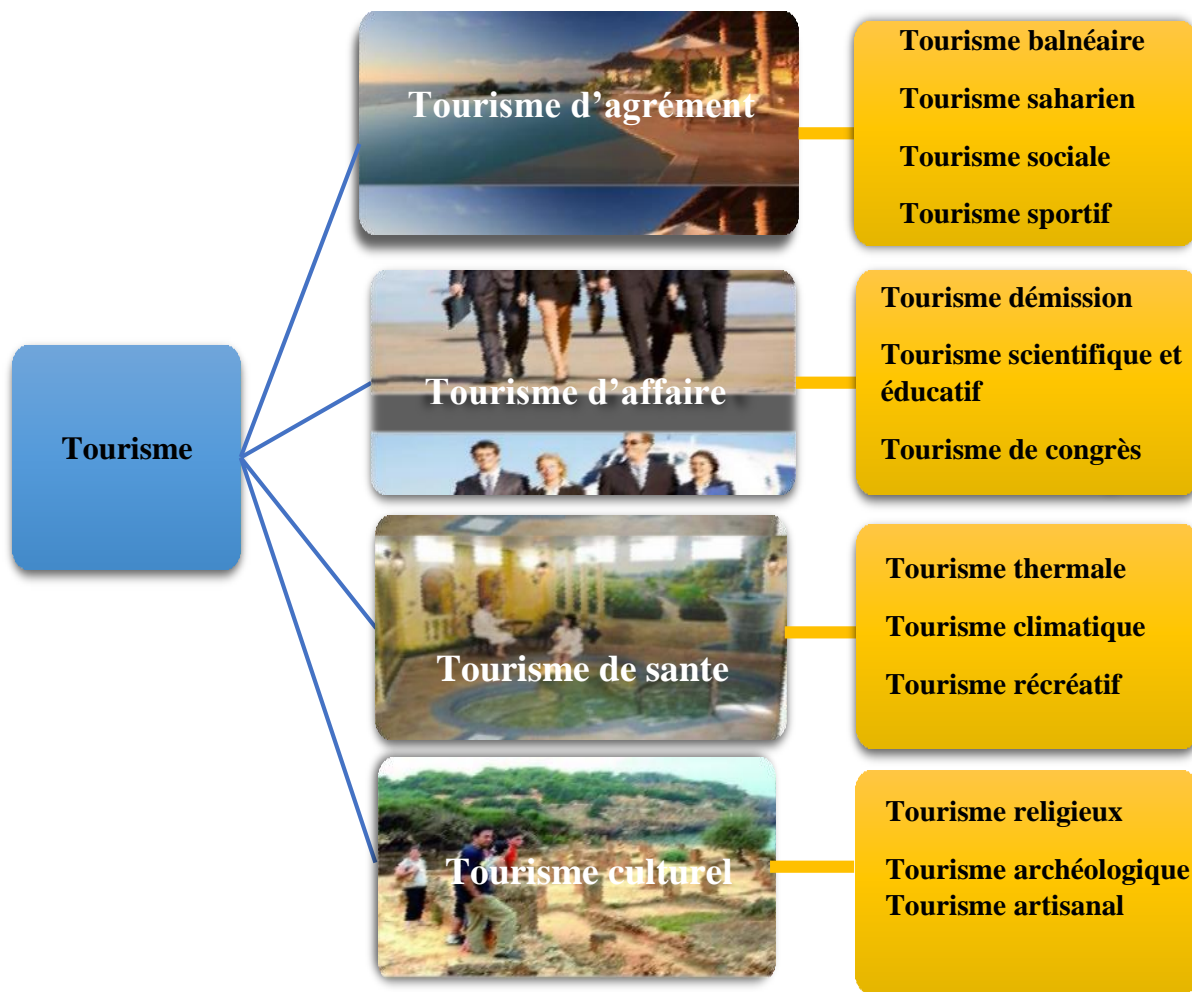 Tourisme
Tourisme d’agrément
Tourisme balnéaire
Tourisme saharien
Tourisme sociale
Tourisme sportif
Tourisme d’affaire
Tourisme démission
Tourisme scientifique et
éducatif
Tourisme de congrès
Tourisme de sante
Tourisme thermale
Tourisme climatique
Tourisme récréatif
Tourisme culturel
Tourisme religieux
Tourisme archéologique
Tourisme artisanal